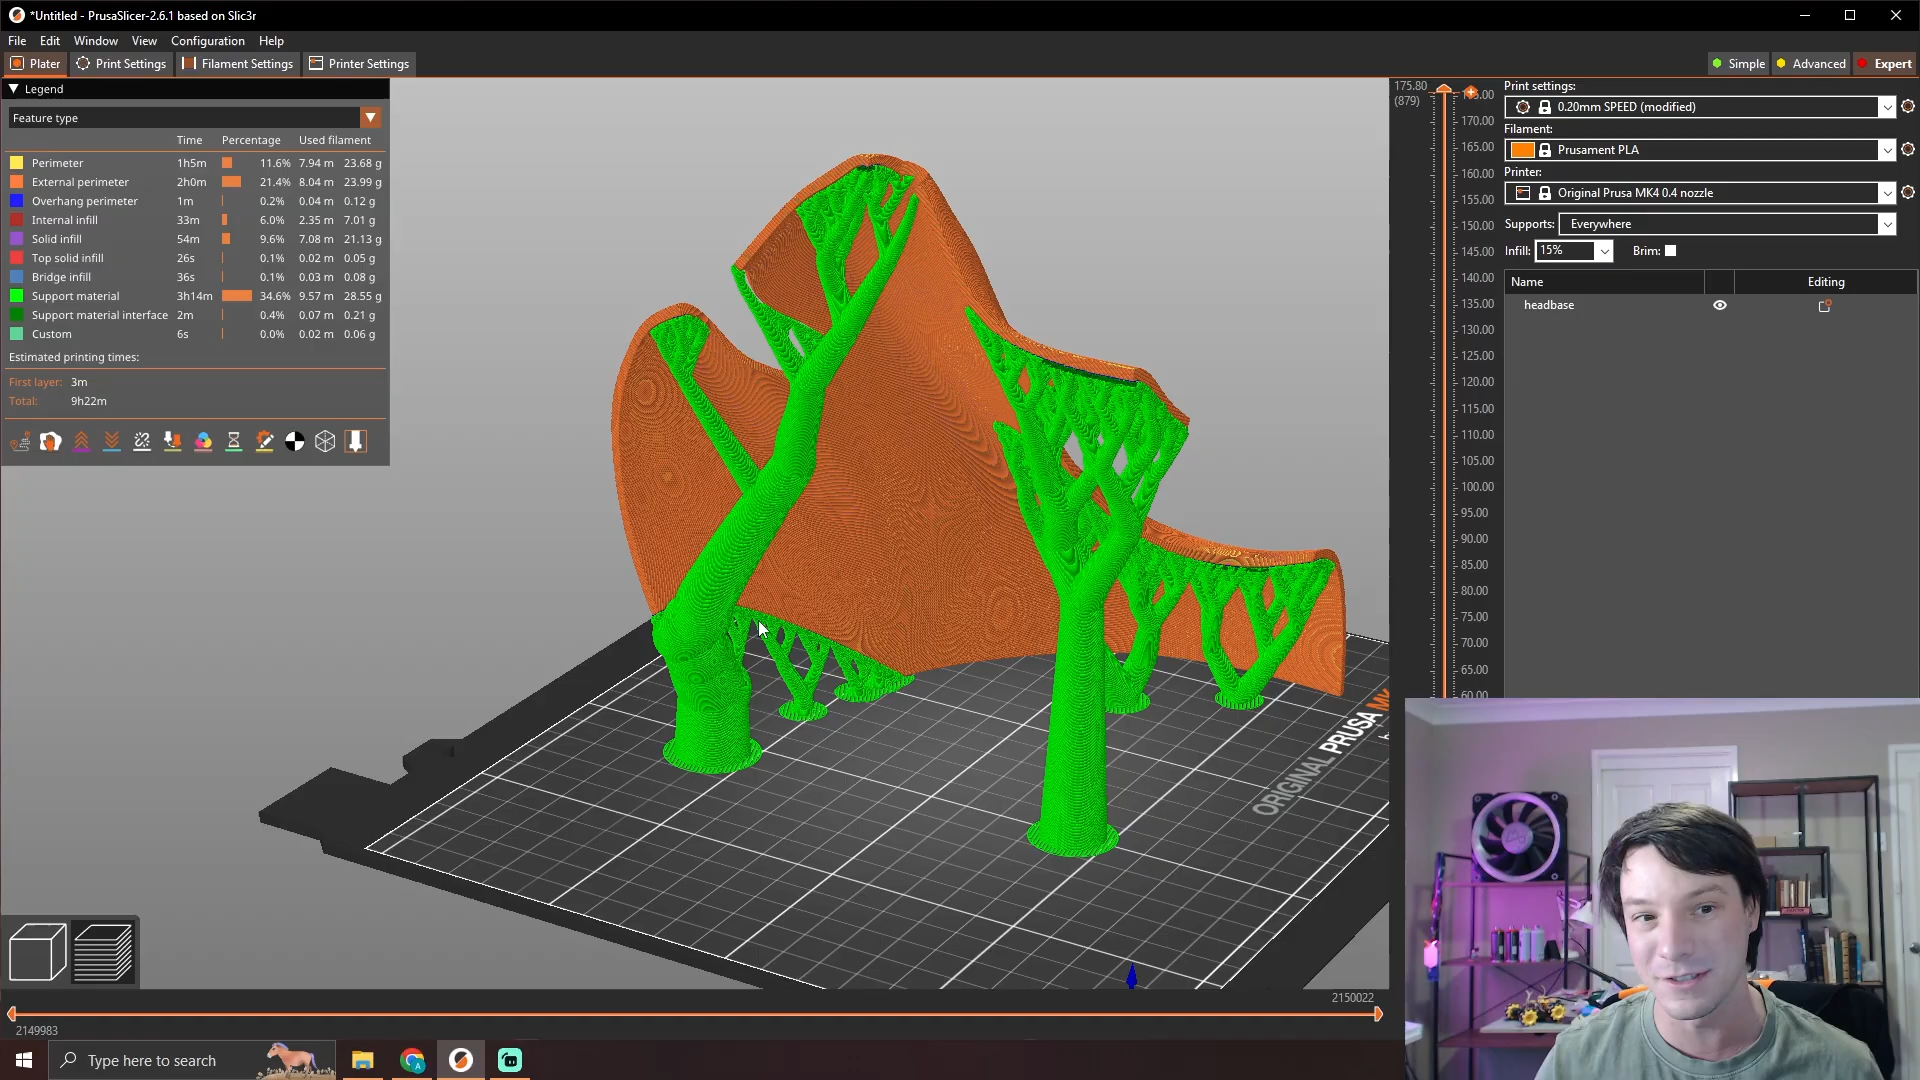 *Untitled - PrusaSlicer-2.6.1 based on Slic3r
File Edit Window View Configuration Help
Plater Print Settings Filament Settings Printer Settings
Simple Advanced Expert
Legend
Feature type
Time Percentage Used filament
Perimeter 1h5m 11.6% 7.94 m 23.68 g
External perimeter 2h0m 21.4% 8.04 m 23.99 g
Overhang perimeter 1m 0.2% 0.04 m 0.12 g
Internal infill 33m 6.0% 2.35 m 7.01 g
Solid infill 54m 9.6% 7.08 m 21.13 g
Top solid infill 26s 0.1% 0.02 m 0.05 g
Bridge infill 36s 0.1% 0.03 m 0.08 g
Support material 3h14m 34.6% 9.57 m 28.55 g
Support material interface 2m 0.4% 0.07 m 0.21 g
Custom 6s 0.0% 0.02 m 0.06 g
Estimated printing times:
First layer: 3m
Total: 9h22m
175.80
(879)
170.00
165.00
160.00
155.00
150.00
145.00
140.00
135.00
130.00
125.00
120.00
115.00
110.00
105.00
100.00
95.00
90.00
85.00
80.00
75.00
70.00
65.00
60.00
Print settings:
0.20mm SPEED (modified)
Filament:
Prusament PLA
Printer:
Original Prusa MK4 0.4 nozzle
Supports: Everywhere
Infill: 15% Brim:
Name Editing
headbase
ORIGINAL PRUSA
2150022
2149983
Type here to search